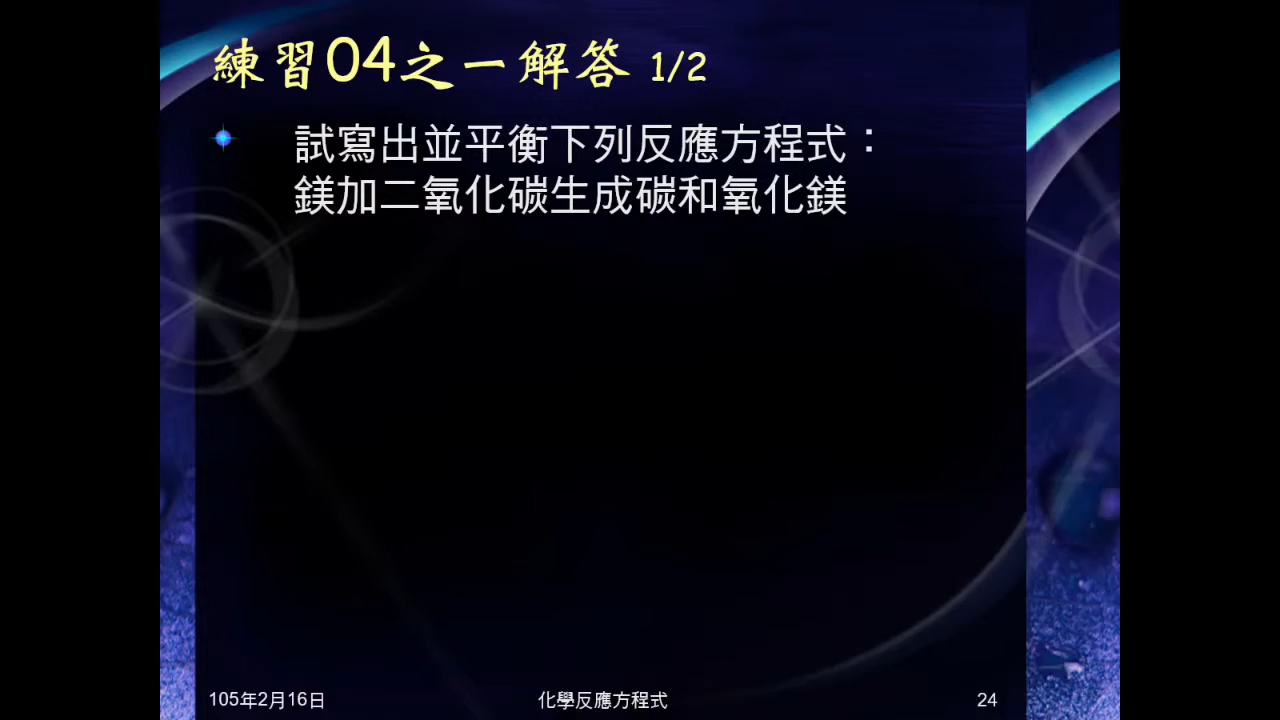 練習04之一解答 1/2
試寫出並平衡下列反應方程式：
鎂加二氧化碳生成碳和氧化鎂
105年2月16日 化學反應方程式 24